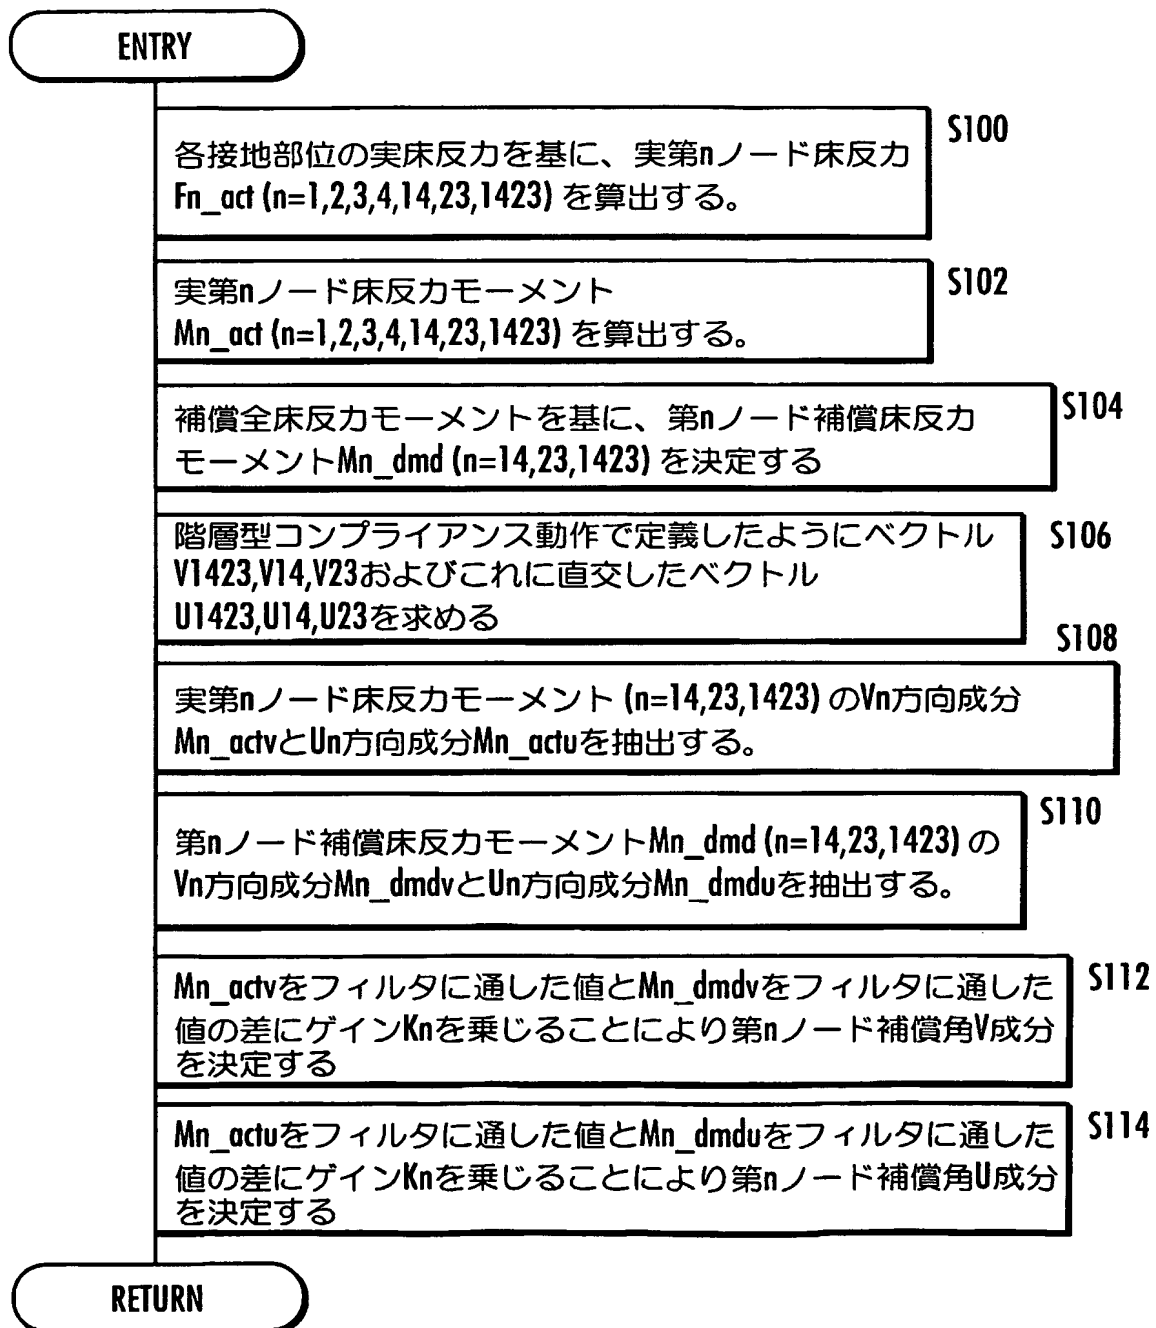 ENTRY
S100
各接地部位の実床反力を基に、実第nノード床反力
Fn_act (n=1,2,3,4,14,23,1423) を算出する。
S102
実第nノード床反力モーメント
Mn_act (n=1,2,3,4,14,23,1423) を算出する。
S104
補償全床反力モーメントを基に、第nノード補償床反力
モーメントMn_dmd (n=14,23,1423) を決定する
S106
階層型コンプライアンス動作で定義したようにベクトル
V1423,V14,V23およびこれに直交したベクトル
U1423,U14,U23を求める
S108
実第nノード床反力モーメント (n=14,23,1423) のVn方向成分
Mn_actvとUn方向成分Mn_actuを抽出する。
S110
第nノード補償床反力モーメントMn_dmd (n=14,23,1423) の
Vn方向成分Mn_dmdvとUn方向成分Mn_dmduを抽出する。
S112
Mn_actvをフィルタに通した値とMn_dmdvをフィルタに通した
値の差にゲインKnを乗じることにより第nノード補償角V成分
を決定する
S114
Mn_actuをフィルタに通した値とMn_dmduをフィルタに通した
値の差にゲインKnを乗じることにより第nノード補償角U成分
を決定する
RETURN